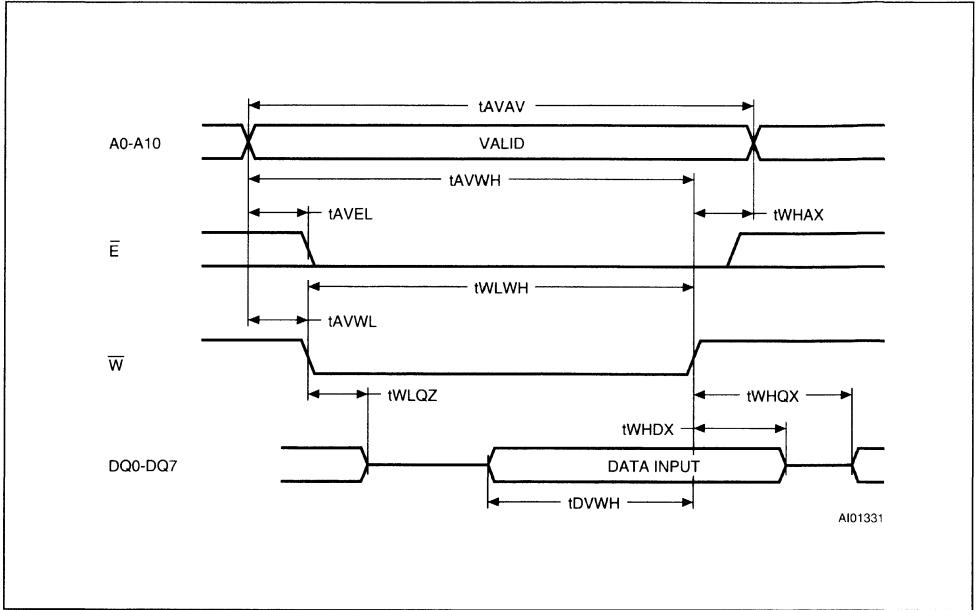 tAVAV
A0-A10
VALID
tAVWH
tAVEL
tWHAX
E̅
tWLWH
tAVWL
W̅
tWLQZ
tWHQX
tWHDX
DQ0-DQ7
DATA INPUT
tDVWH
AI01331